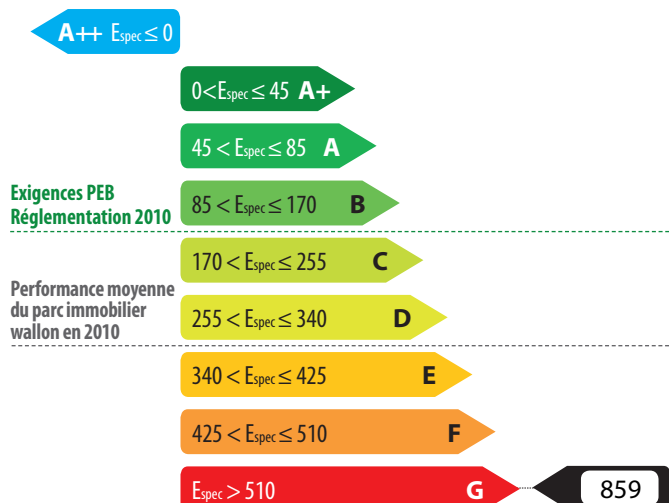 A++ Espec ≤ 0
0<Espec ≤ 45 A+
45 < Espec ≤ 85 A
Exigences PEB
Réglementation 2010
85 < Espec ≤ 170 B
170 < Espec ≤ 255 C
Performance moyenne
du parc immobilier
wallon en 2010
255 < Espec ≤ 340 D
340 < Espec ≤ 425 E
425 < Espec ≤ 510 F
Espec > 510 G 859